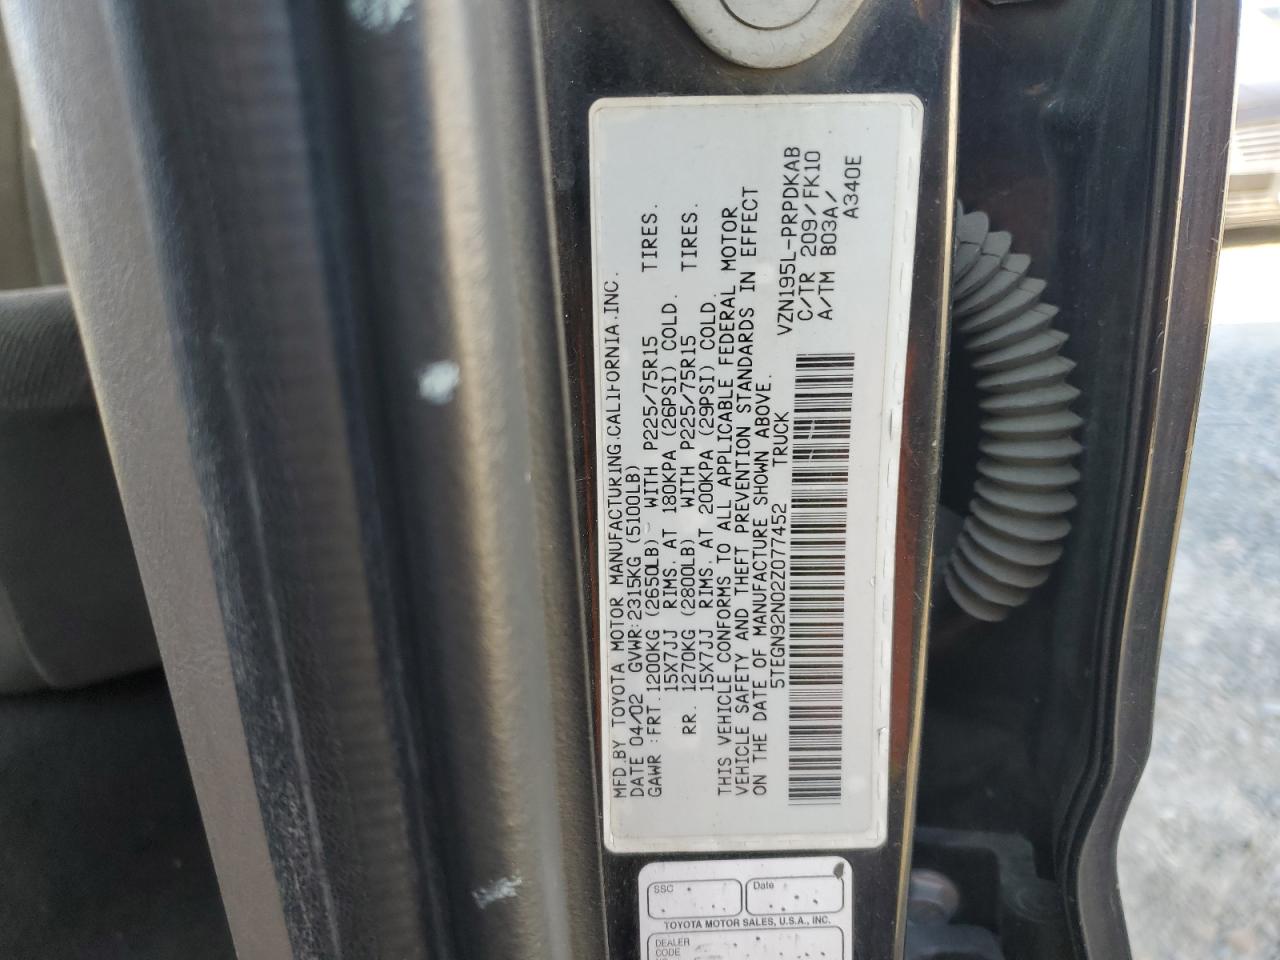 MFD.BY TOYOTA MOTOR MANUFACTURING.CALIFORNIA.INC.
DATE 04/02 GVWR:2315KG (5100LB)
GAWR :FRT.1200KG (2650LB) WITH P225/75R15 TIRES.
15X7JJ RIMS.AT 180KPA (26PSI) COLD.
RR. 1270KG (2800LB) WITH P225/75R15 TIRES.
15X7JJ RIMS.AT 200KPA (29PSI) COLD.
THIS VEHICLE CONFORMS TO ALL APPLICABLE FEDERAL MOTOR
VEHICLE SAFETY AND THEFT PREVENTION STANDARDS IN EFFECT
ON THE DATE OF MANUFACTURE SHOWN ABOVE.
5TEGN92N02Z077452 TRUCK
VZN195L-PRPDKAB
C/TR 209/FK10
A/TM B03A/
A340E
SSC Date
TOYOTA MOTOR SALES, U.S.A., INC.
DEALER
CODE